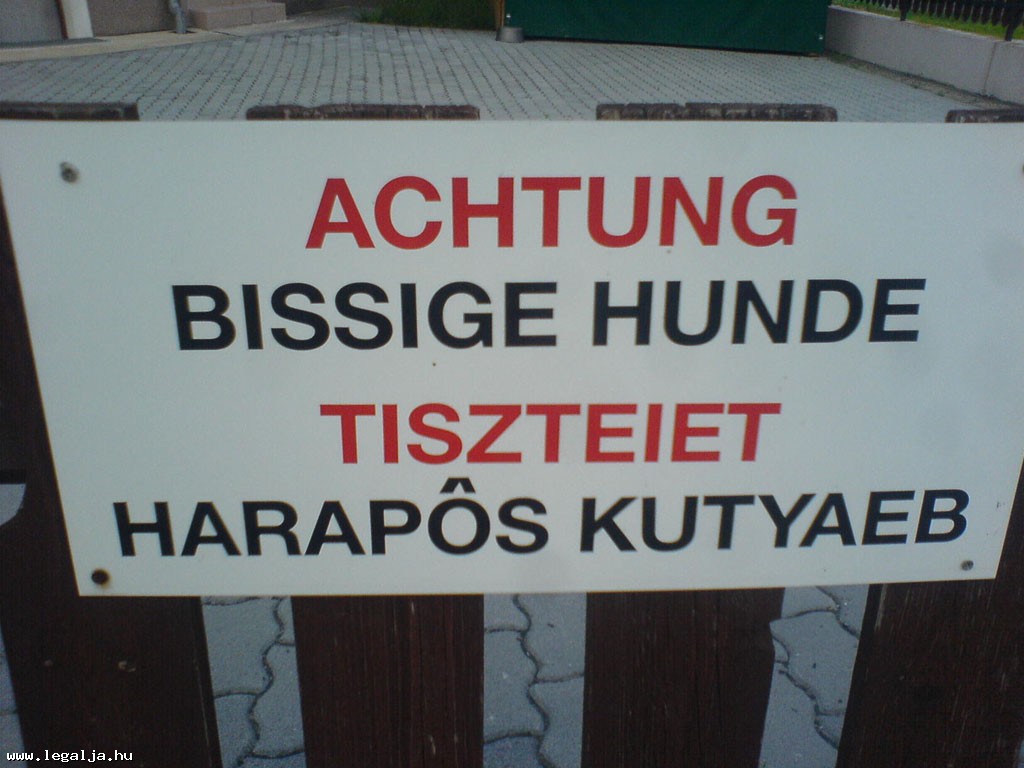 ACHTUNG
BISSIGE HUNDE
TISZTEIET
HARAPÔS KUTYAEB
www.legalja.hu